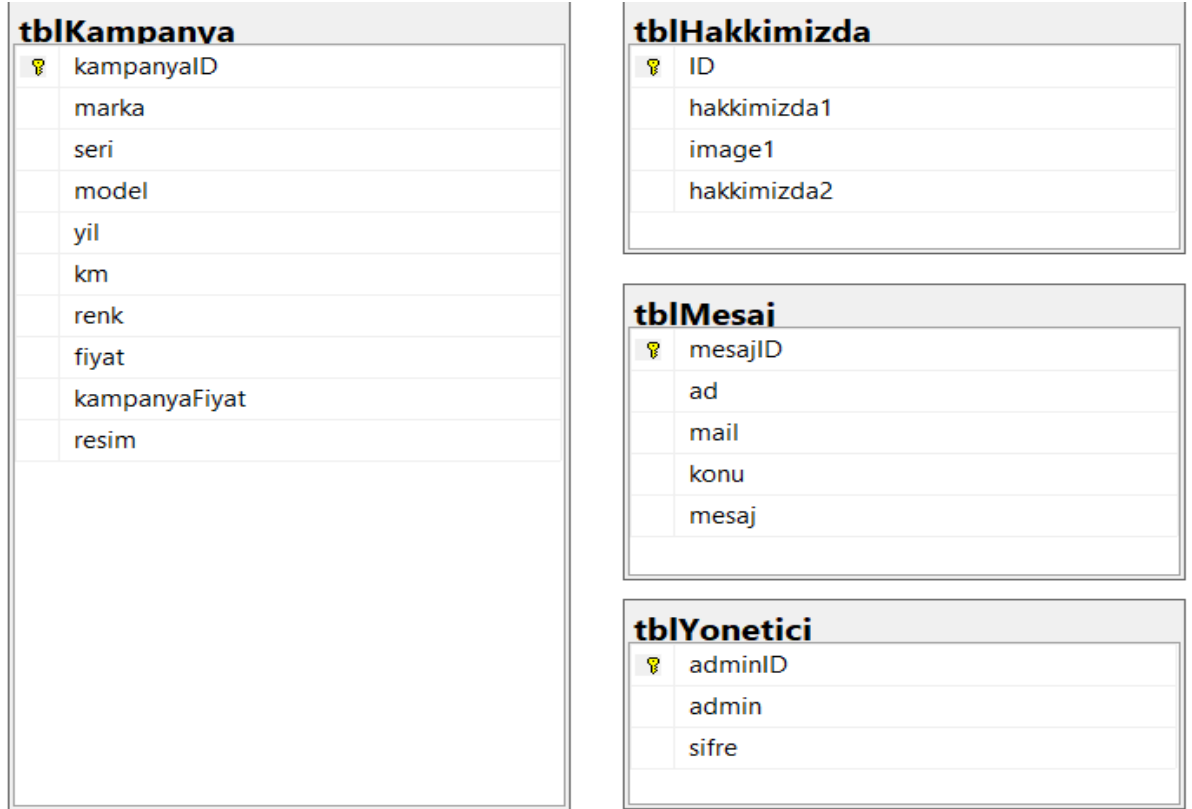 tblKampanya
kampanyaID
marka
seri
model
yil
km
renk
fiyat
kampanyaFiyat
resim
tblHakkimizda
ID
hakkimizda1
image1
hakkimizda2
tblMesaj
mesajID
ad
mail
konu
mesaj
tblYonetici
adminID
admin
sifre